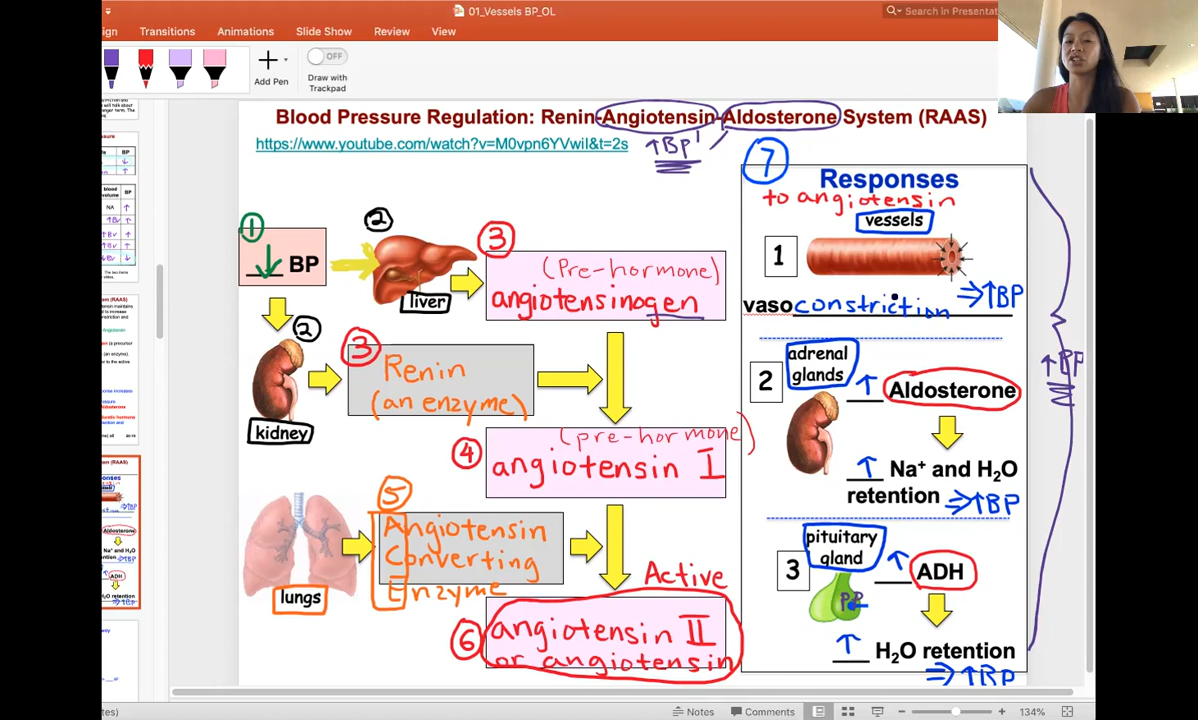 01_Vessels BP_OL
Search in Presentat
ign Transitions Animations Slide Show Review View
OFF
Add Pen
Draw with
Trackpad
Blood Pressure Regulation: Renin-Angiotensin-Aldosterone System (RAAS)
https://www.youtube.com/watch?v=M0vpn6YVwiI&t=2s
↑BP
1
↓ BP
2
liver
3
(Pre-hormone)
angiotensinogen
2
kidney
3
Renin
(an enzyme)
4
(pre-hormone)
angiotensin I
lungs
5
Angiotensin
Converting
Enzyme
Active
6
angiotensin II
or angiotensin
7
Responses
to angiotensin
vessels
1
vasoconstriction ⇒↑BP
adrenal
glands
2
↑ Aldosterone
↑ Na⁺ and H₂O
retention ⇒↑BP
pituitary
gland
3
↑ ADH
PP
↑ H₂O retention
⇒↑BP
↑BP
Notes Comments 134%